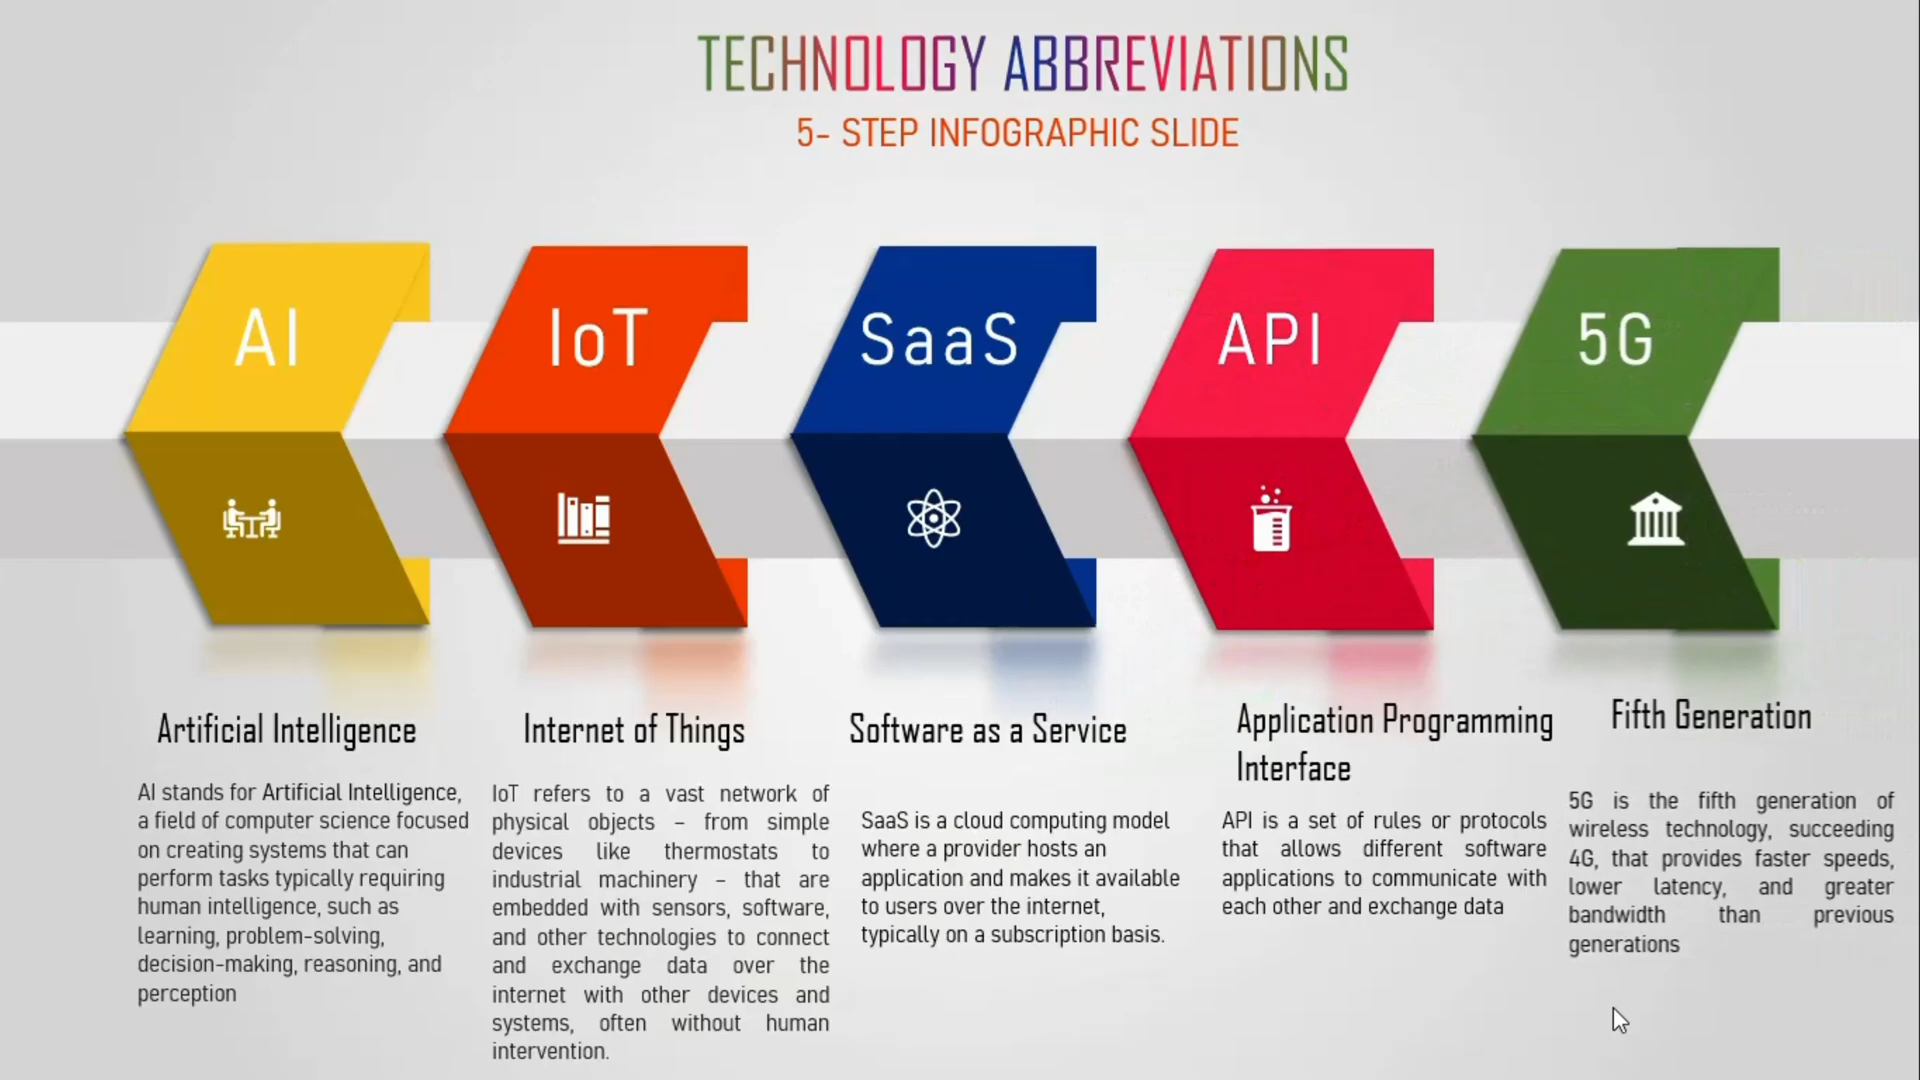 TECHNOLOGY ABBREVIATIONS
5- STEP INFOGRAPHIC SLIDE
AI
IoT
SaaS
API
5G
Artificial Intelligence
AI stands for Artificial Intelligence,
a field of computer science focused
on creating systems that can
perform tasks typically requiring
human intelligence, such as
learning, problem-solving,
decision-making, reasoning, and
perception
Internet of Things
IoT refers to a vast network of
physical objects – from simple
devices like thermostats to
industrial machinery – that are
embedded with sensors, software,
and other technologies to connect
and exchange data over the
internet with other devices and
systems, often without human
intervention.
Software as a Service
SaaS is a cloud computing model
where a provider hosts an
application and makes it available
to users over the internet,
typically on a subscription basis.
Application Programming
Interface
API is a set of rules or protocols
that allows different software
applications to communicate with
each other and exchange data
Fifth Generation
5G is the fifth generation of
wireless technology, succeeding
4G, that provides faster speeds,
lower latency, and greater
bandwidth than previous
generations